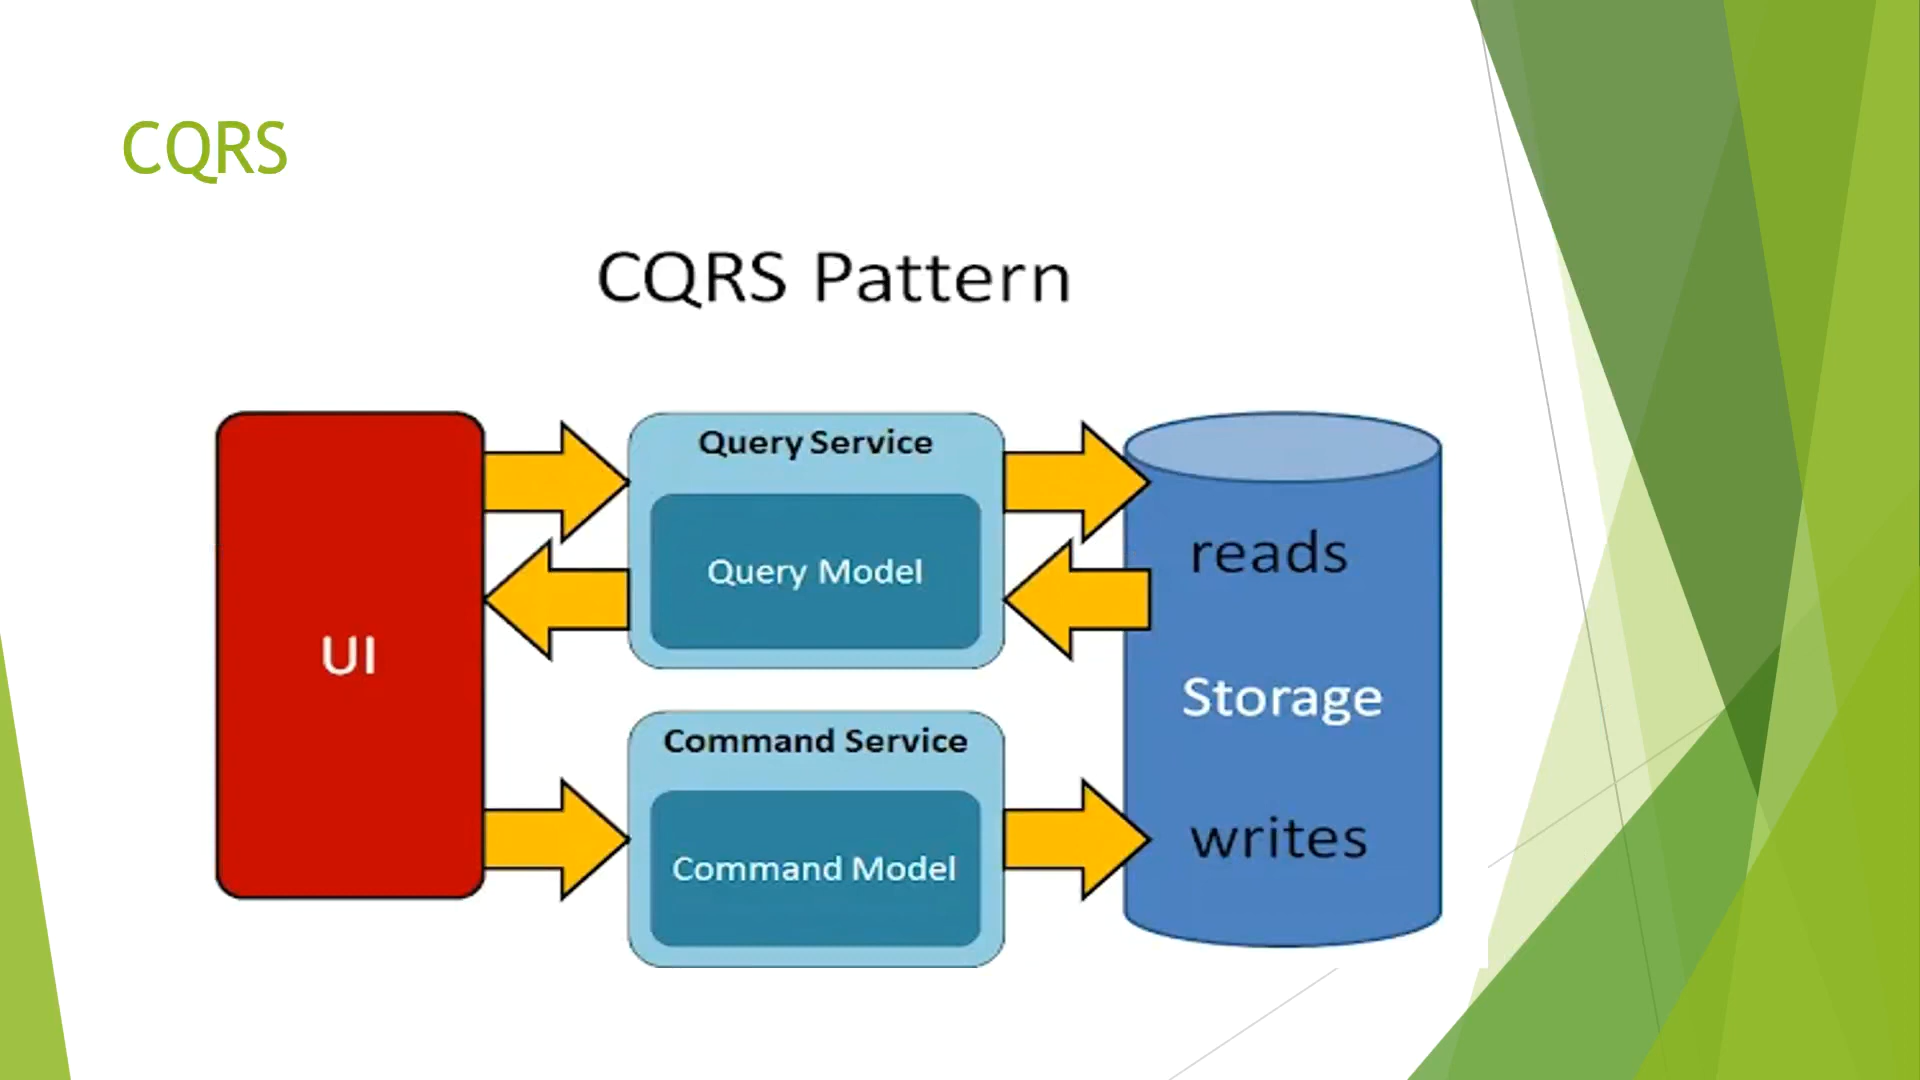 CQRS
CQRS Pattern
UI
Query Service
Query Model
Command Service
Command Model
reads
Storage
writes